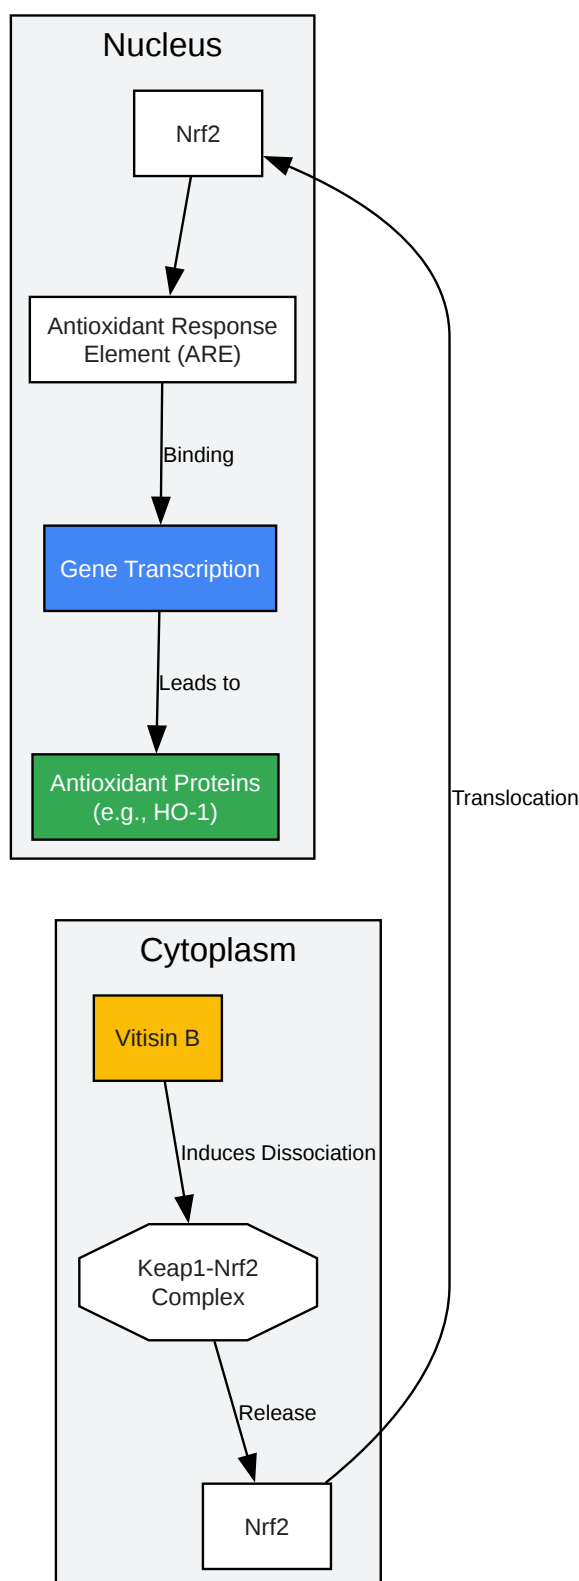 Nucleus
Nrf2
Antioxidant Response
Element (ARE)
Binding
Gene Transcription
Leads to
Antioxidant Proteins
(e.g., HO-1)
Translocation
Cytoplasm
Vitisin B
Induces Dissociation
Keap1-Nrf2
Complex
Release
Nrf2